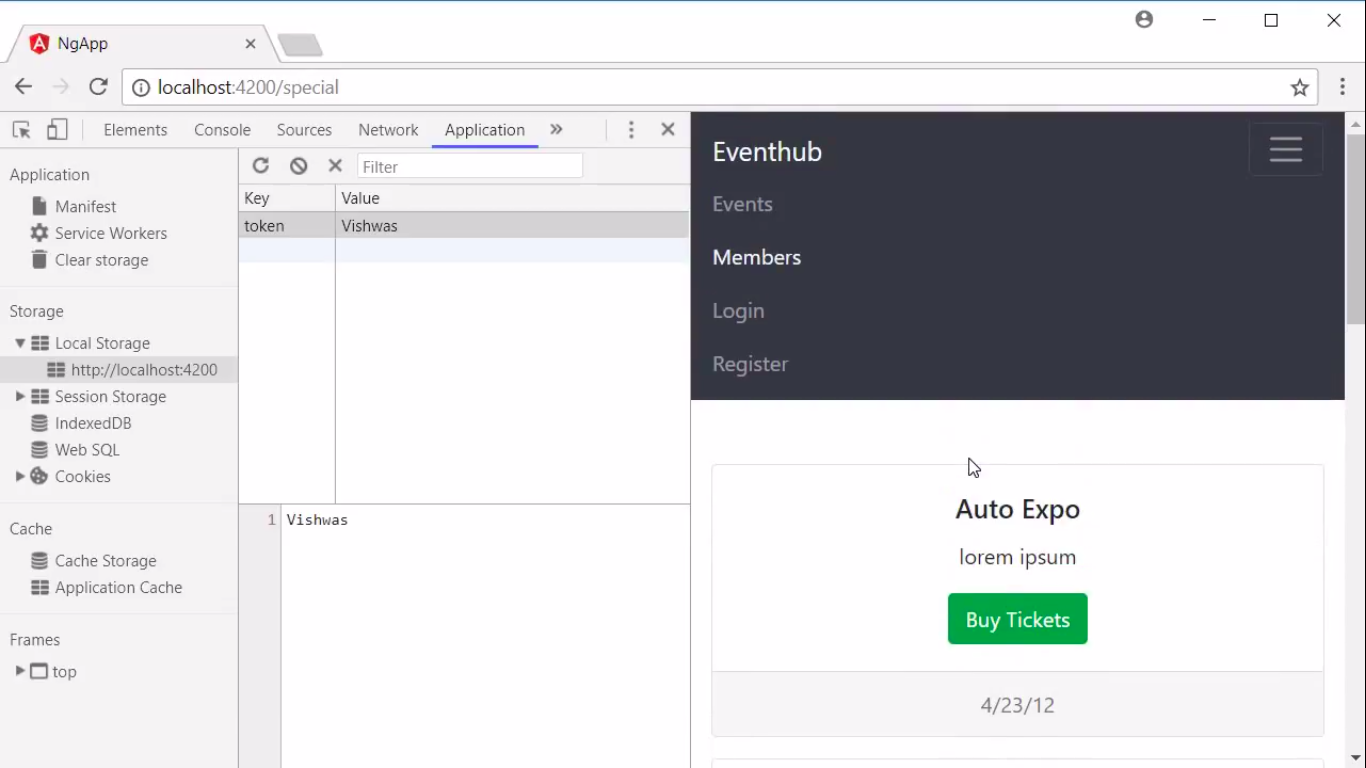 NgApp
localhost:4200/special
Elements Console Sources Network Application
Filter
Application
Manifest
Service Workers
Clear storage
Storage
Local Storage
http://localhost:4200
Session Storage
IndexedDB
Web SQL
Cookies
Cache
Cache Storage
Application Cache
Frames
top
Key Value
token Vishwas
1 Vishwas
Eventhub
Events
Members
Login
Register
Auto Expo
lorem ipsum
Buy Tickets
4/23/12